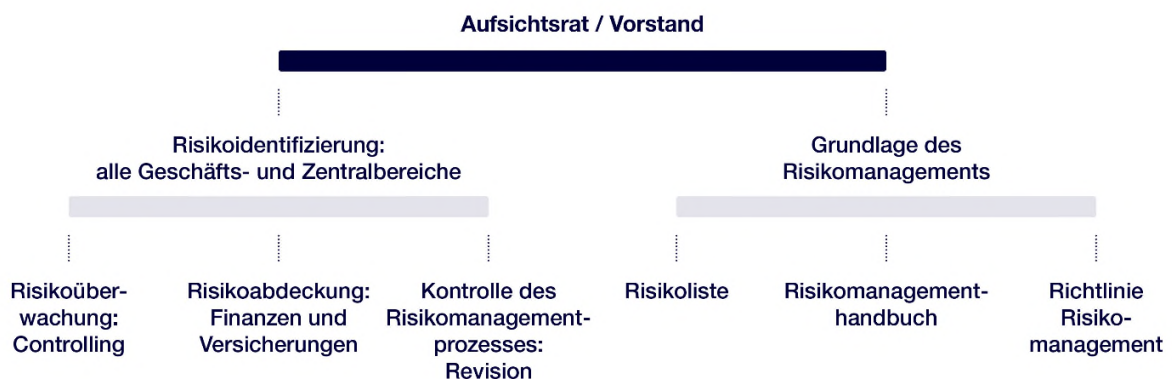 Aufsichtsrat / Vorstand
Risikoidentifizierung:
alle Geschäfts- und Zentralbereiche
Grundlage des
Risikomanagements
Risikoüber-
wachung:
Controlling
Risikoabdeckung:
Finanzen und
Versicherungen
Kontrolle des
Risikomanagement-
prozesses:
Revision
Risikoliste
Risikomanagement-
handbuch
Richtlinie
Risiko-
management